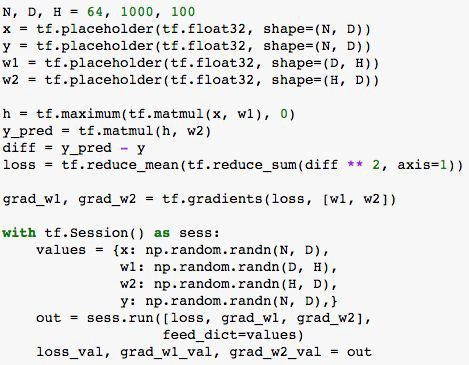 N, D, H = 64, 1000, 100
x = tf.placeholder(tf.float32, shape=(N, D))
y = tf.placeholder(tf.float32, shape=(N, D))
w1 = tf.placeholder(tf.float32, shape=(D, H))
w2 = tf.placeholder(tf.float32, shape=(H, D))

h = tf.maximum(tf.matmul(x, w1), 0)
y_pred = tf.matmul(h, w2)
diff = y_pred - y
loss = tf.reduce_mean(tf.reduce_sum(diff ** 2, axis=1))

grad_w1, grad_w2 = tf.gradients(loss, [w1, w2])

with tf.Session() as sess:
    values = {x: np.random.randn(N, D),
              w1: np.random.randn(D, H),
              w2: np.random.randn(H, D),
              y: np.random.randn(N, D),}
    out = sess.run([loss, grad_w1, grad_w2],
                   feed_dict=values)
    loss_val, grad_w1_val, grad_w2_val = out